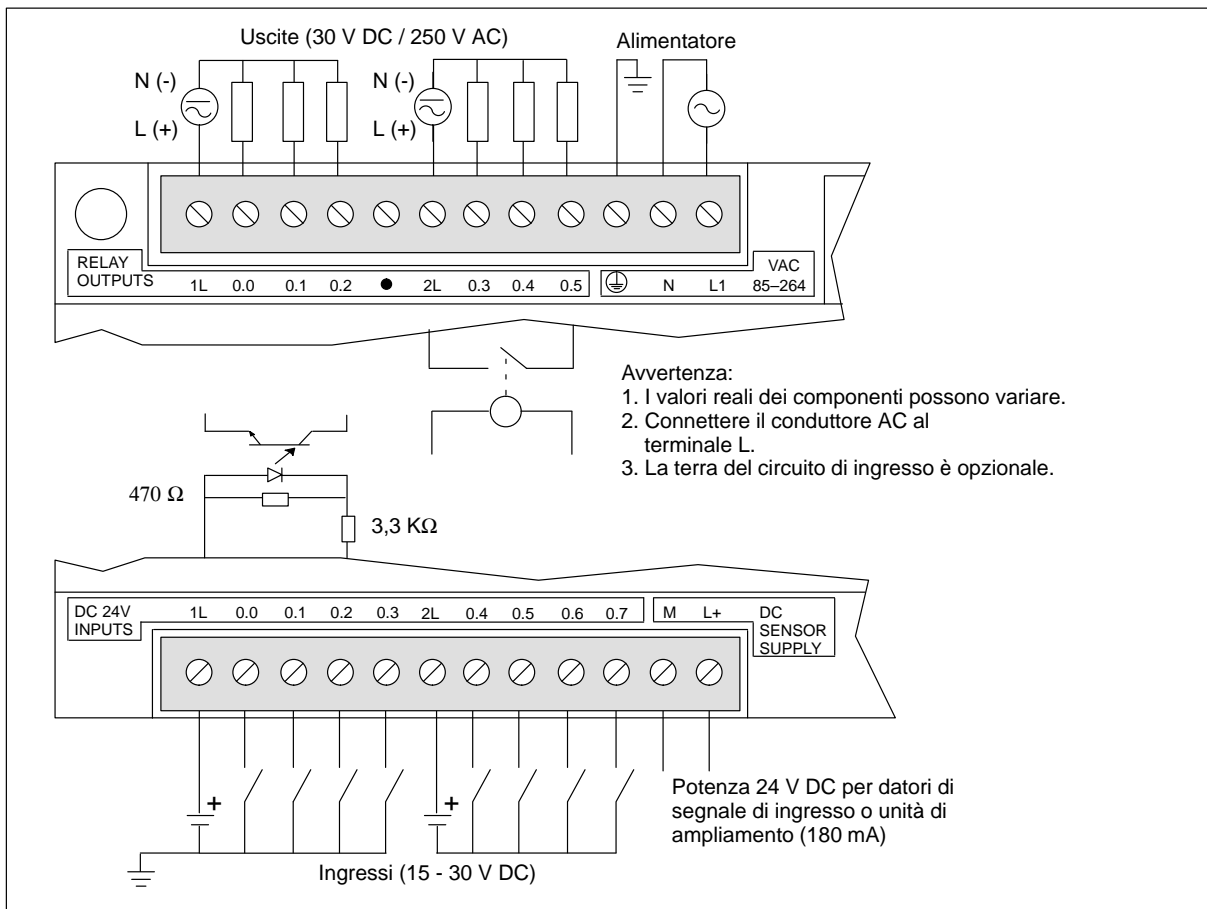 Uscite (30 V DC / 250 V AC)
Alimentatore
N (-)
L (+)
N (-)
L (+)
RELAY
OUTPUTS
1L 0.0 0.1 0.2 2L 0.3 0.4 0.5 N L1
VAC
85–264
Avvertenza:
1. I valori reali dei componenti possono variare.
2. Connettere il conduttore AC al
terminale L.
3. La terra del circuito di ingresso è opzionale.
470 Ω
3,3 KΩ
DC 24V
INPUTS
1L 0.0 0.1 0.2 0.3 2L 0.4 0.5 0.6 0.7 M L+
DC
SENSOR
SUPPLY
+
+
Potenza 24 V DC per datori di
segnale di ingresso o unità di
ampliamento (180 mA)
Ingressi (15 - 30 V DC)